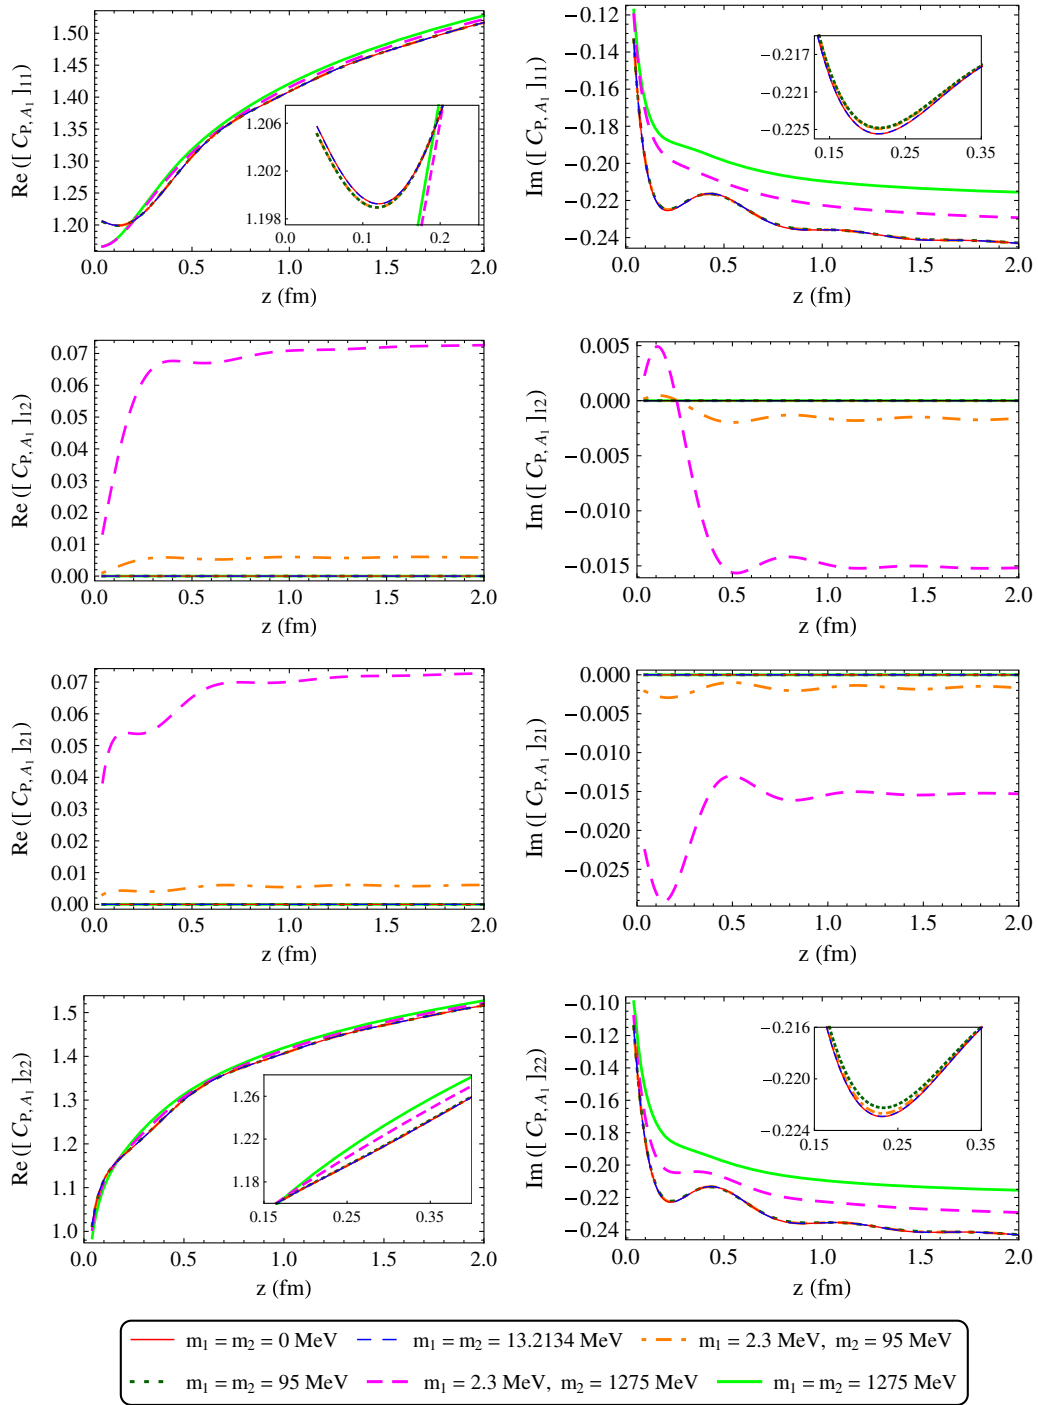 Re ([ C_{P, A_1} ]_{11})
1.50
1.45
1.40
1.35
1.30
1.25
1.20
1.206
1.202
1.198
0.0 0.1 0.2
0.0 0.5 1.0 1.5 2.0
z (fm)
Im ([ C_{P, A_1} ]_{11})
−0.12
−0.14
−0.16
−0.18
−0.20
−0.22
−0.24
−0.217
−0.221
−0.225
0.15 0.25 0.35
0.0 0.5 1.0 1.5 2.0
z (fm)
Re ([ C_{P, A_1} ]_{12})
0.07
0.06
0.05
0.04
0.03
0.02
0.01
0.00
0.0 0.5 1.0 1.5 2.0
z (fm)
Im ([ C_{P, A_1} ]_{12})
0.005
0.000
−0.005
−0.010
−0.015
0.0 0.5 1.0 1.5 2.0
z (fm)
Re ([ C_{P, A_1} ]_{21})
0.07
0.06
0.05
0.04
0.03
0.02
0.01
0.00
0.0 0.5 1.0 1.5 2.0
z (fm)
Im ([ C_{P, A_1} ]_{21})
0.000
−0.005
−0.010
−0.015
−0.020
−0.025
0.0 0.5 1.0 1.5 2.0
z (fm)
Re ([ C_{P, A_1} ]_{22})
1.5
1.4
1.3
1.2
1.1
1.0
1.26
1.22
1.18
0.15 0.25 0.35
0.0 0.5 1.0 1.5 2.0
z (fm)
Im ([ C_{P, A_1} ]_{22})
−0.10
−0.12
−0.14
−0.16
−0.18
−0.20
−0.22
−0.24
−0.216
−0.220
−0.224
0.15 0.25 0.35
0.0 0.5 1.0 1.5 2.0
z (fm)
m₁ = m₂ = 0 MeV m₁ = m₂ = 13.2134 MeV m₁ = 2.3 MeV, m₂ = 95 MeV
m₁ = m₂ = 95 MeV m₁ = 2.3 MeV, m₂ = 1275 MeV m₁ = m₂ = 1275 MeV